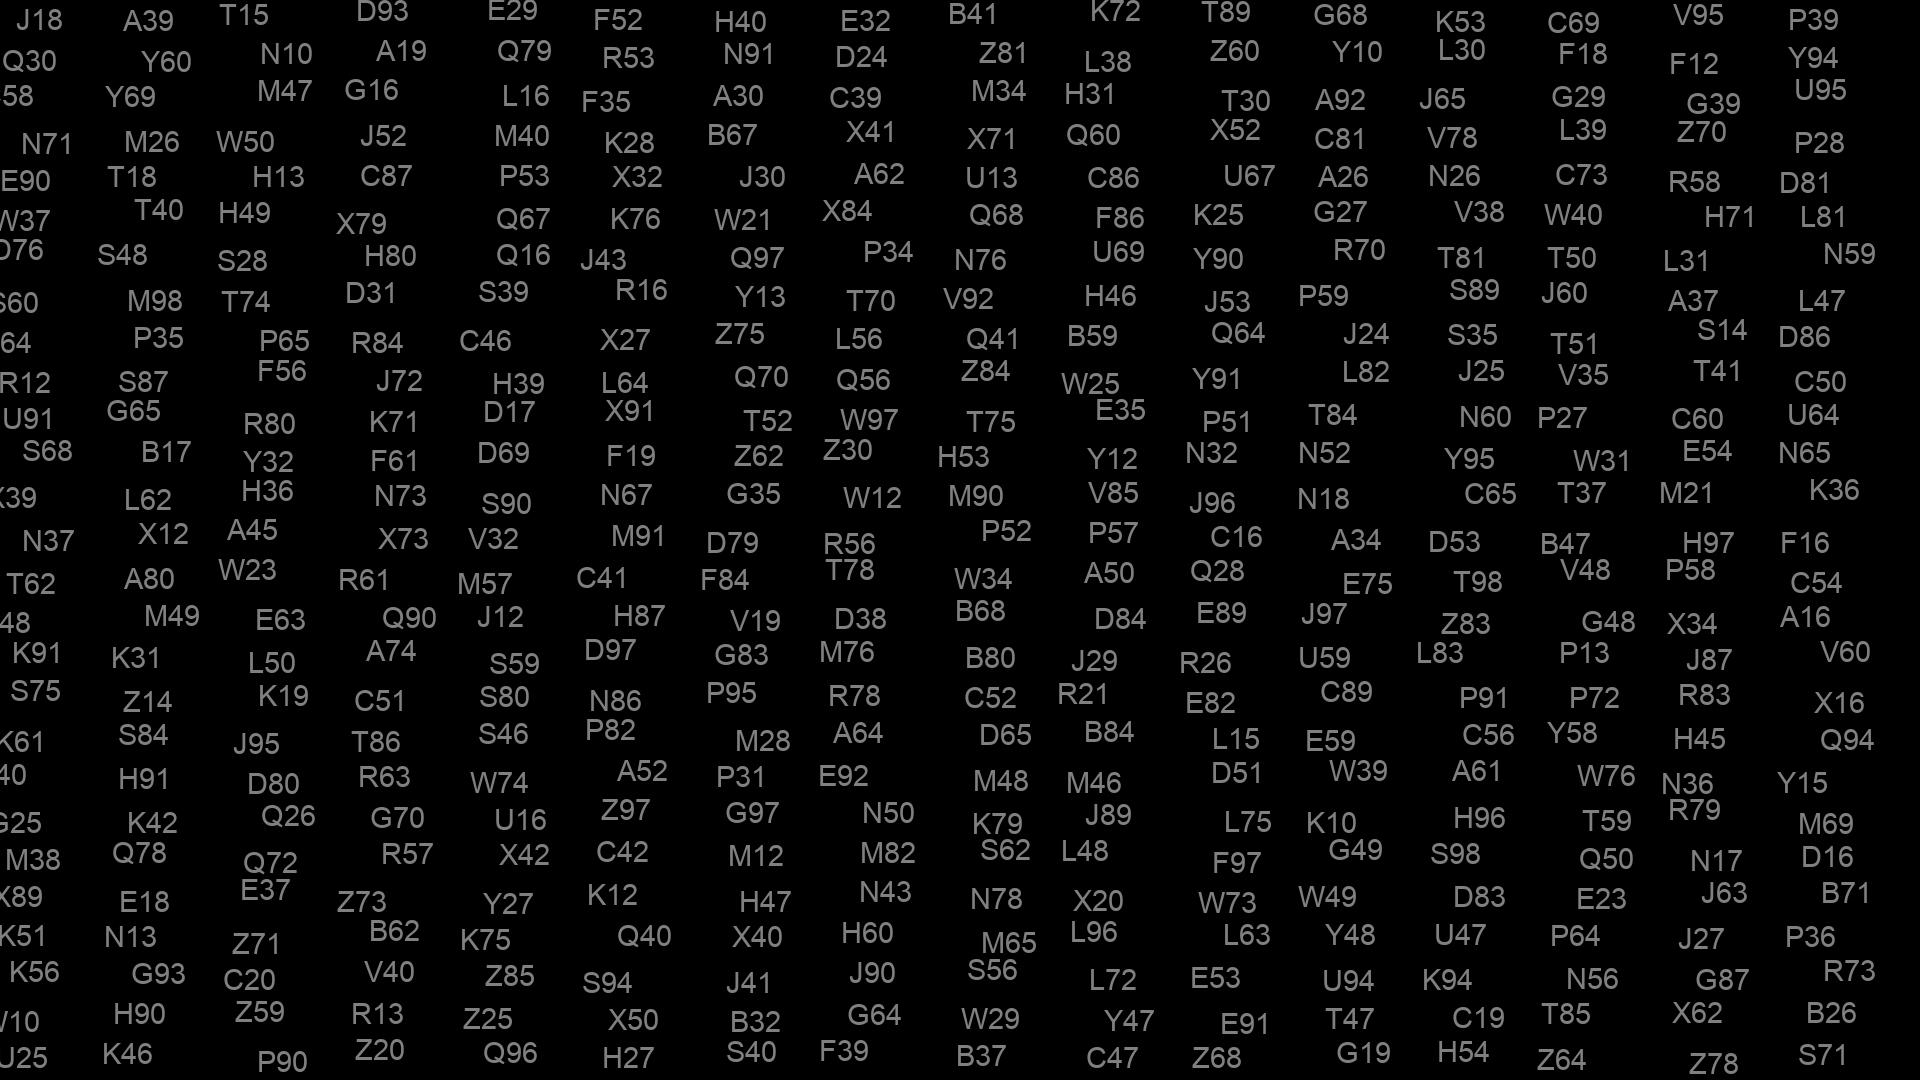 J18 A39 T15 D93 E29 F52 H40 E32 B41 K72 T89 G68 K53 C69 V95 P39
Q30 Y60 N10 A19 Q79 R53 N91 D24 Z81 L38 Z60 Y10 L30 F18 F12 Y94
58 Y69 M47 G16 L16 F35 A30 C39 M34 H31 T30 A92 J65 G29 G39 U95
N71 M26 W50 J52 M40 K28 B67 X41 X71 Q60 X52 C81 V78 L39 Z70 P28
E90 T18 H13 C87 P53 X32 J30 A62 U13 C86 U67 A26 N26 C73 R58 D81
W37 T40 H49 X79 Q67 K76 W21 X84 Q68 F86 K25 G27 V38 W40 H71 L81
D76 S48 S28 H80 Q16 J43 Q97 P34 N76 U69 Y90 R70 T81 T50 L31 N59
S60 M98 T74 D31 S39 R16 Y13 T70 V92 H46 J53 P59 S89 J60 A37 L47
64 P35 P65 R84 C46 X27 Z75 L56 Q41 B59 Q64 J24 S35 T51 S14 D86
R12 S87 F56 J72 H39 L64 Q70 Q56 Z84 W25 Y91 L82 J25 V35 T41 C50
U91 G65 R80 K71 D17 X91 T52 W97 T75 E35 P51 T84 N60 P27 C60 U64
S68 B17 Y32 F61 D69 F19 Z62 Z30 H53 Y12 N32 N52 Y95 W31 E54 N65
X39 L62 H36 N73 S90 N67 G35 W12 M90 V85 J96 N18 C65 T37 M21 K36
N37 X12 A45 X73 V32 M91 D79 R56 P52 P57 C16 A34 D53 B47 H97 F16
T62 A80 W23 R61 M57 C41 F84 T78 W34 A50 Q28 E75 T98 V48 P58 C54
48 M49 E63 Q90 J12 H87 V19 D38 B68 D84 E89 J97 Z83 G48 X34 A16
K91 K31 L50 A74 S59 D97 G83 M76 B80 J29 R26 U59 L83 P13 J87 V60
S75 Z14 K19 C51 S80 N86 P95 R78 C52 R21 E82 C89 P91 P72 R83 X16
K61 S84 J95 T86 S46 P82 M28 A64 D65 B84 L15 E59 C56 Y58 H45 Q94
40 H91 D80 R63 W74 A52 P31 E92 M48 M46 D51 W39 A61 W76 N36 Y15
G25 K42 Q26 G70 U16 Z97 G97 N50 K79 J89 L75 K10 H96 T59 R79 M69
M38 Q78 Q72 R57 X42 C42 M12 M82 S62 L48 F97 G49 S98 Q50 N17 D16
X89 E18 E37 Z73 Y27 K12 H47 N43 N78 X20 W73 W49 D83 E23 J63 B71
K51 N13 Z71 B62 K75 Q40 X40 H60 M65 L96 L63 Y48 U47 P64 J27 P36
K56 G93 C20 V40 Z85 S94 J41 J90 S56 L72 E53 U94 K94 N56 G87 R73
W10 H90 Z59 R13 Z25 X50 B32 G64 W29 Y47 E91 T47 C19 T85 X62 B26
U25 K46 P90 Z20 Q96 H27 S40 F39 B37 C47 Z68 G19 H54 Z64 Z78 S71